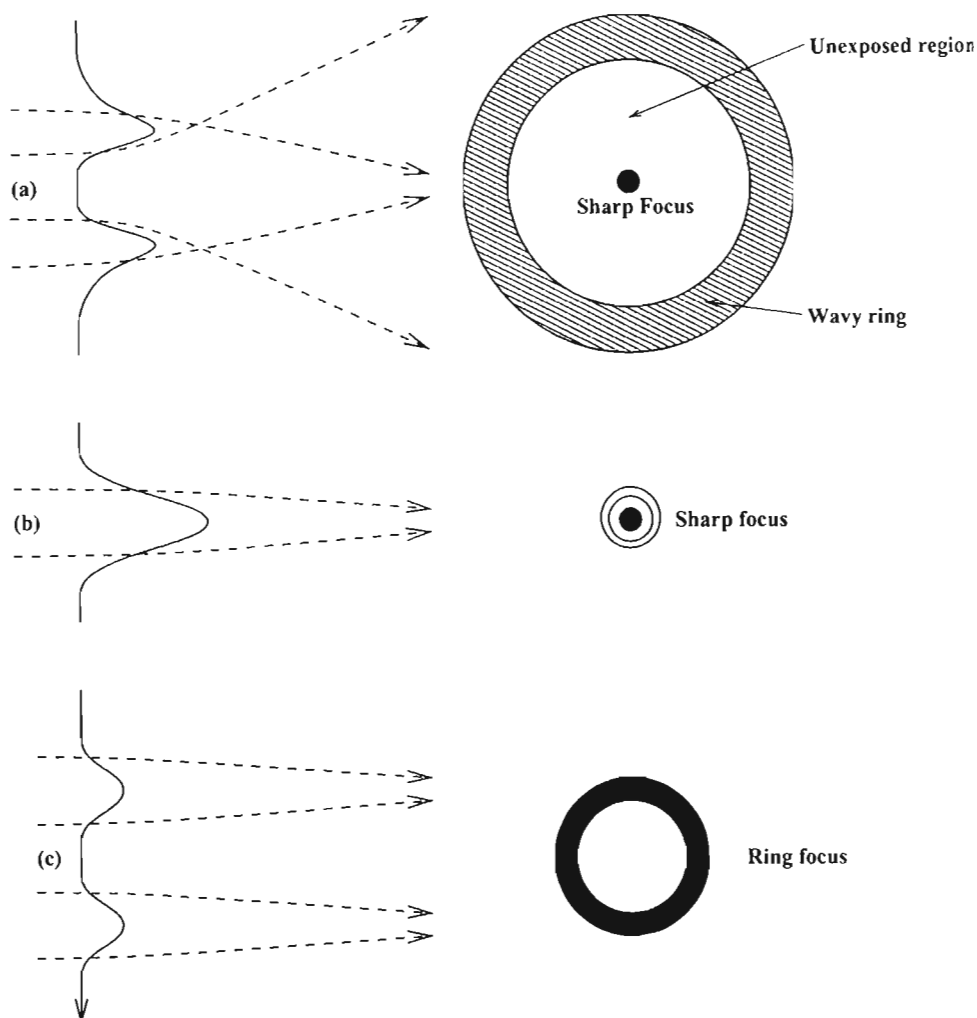 Unexposed region
(a)
Sharp Focus
Wavy ring
(b)
Sharp focus
(c)
Ring focus